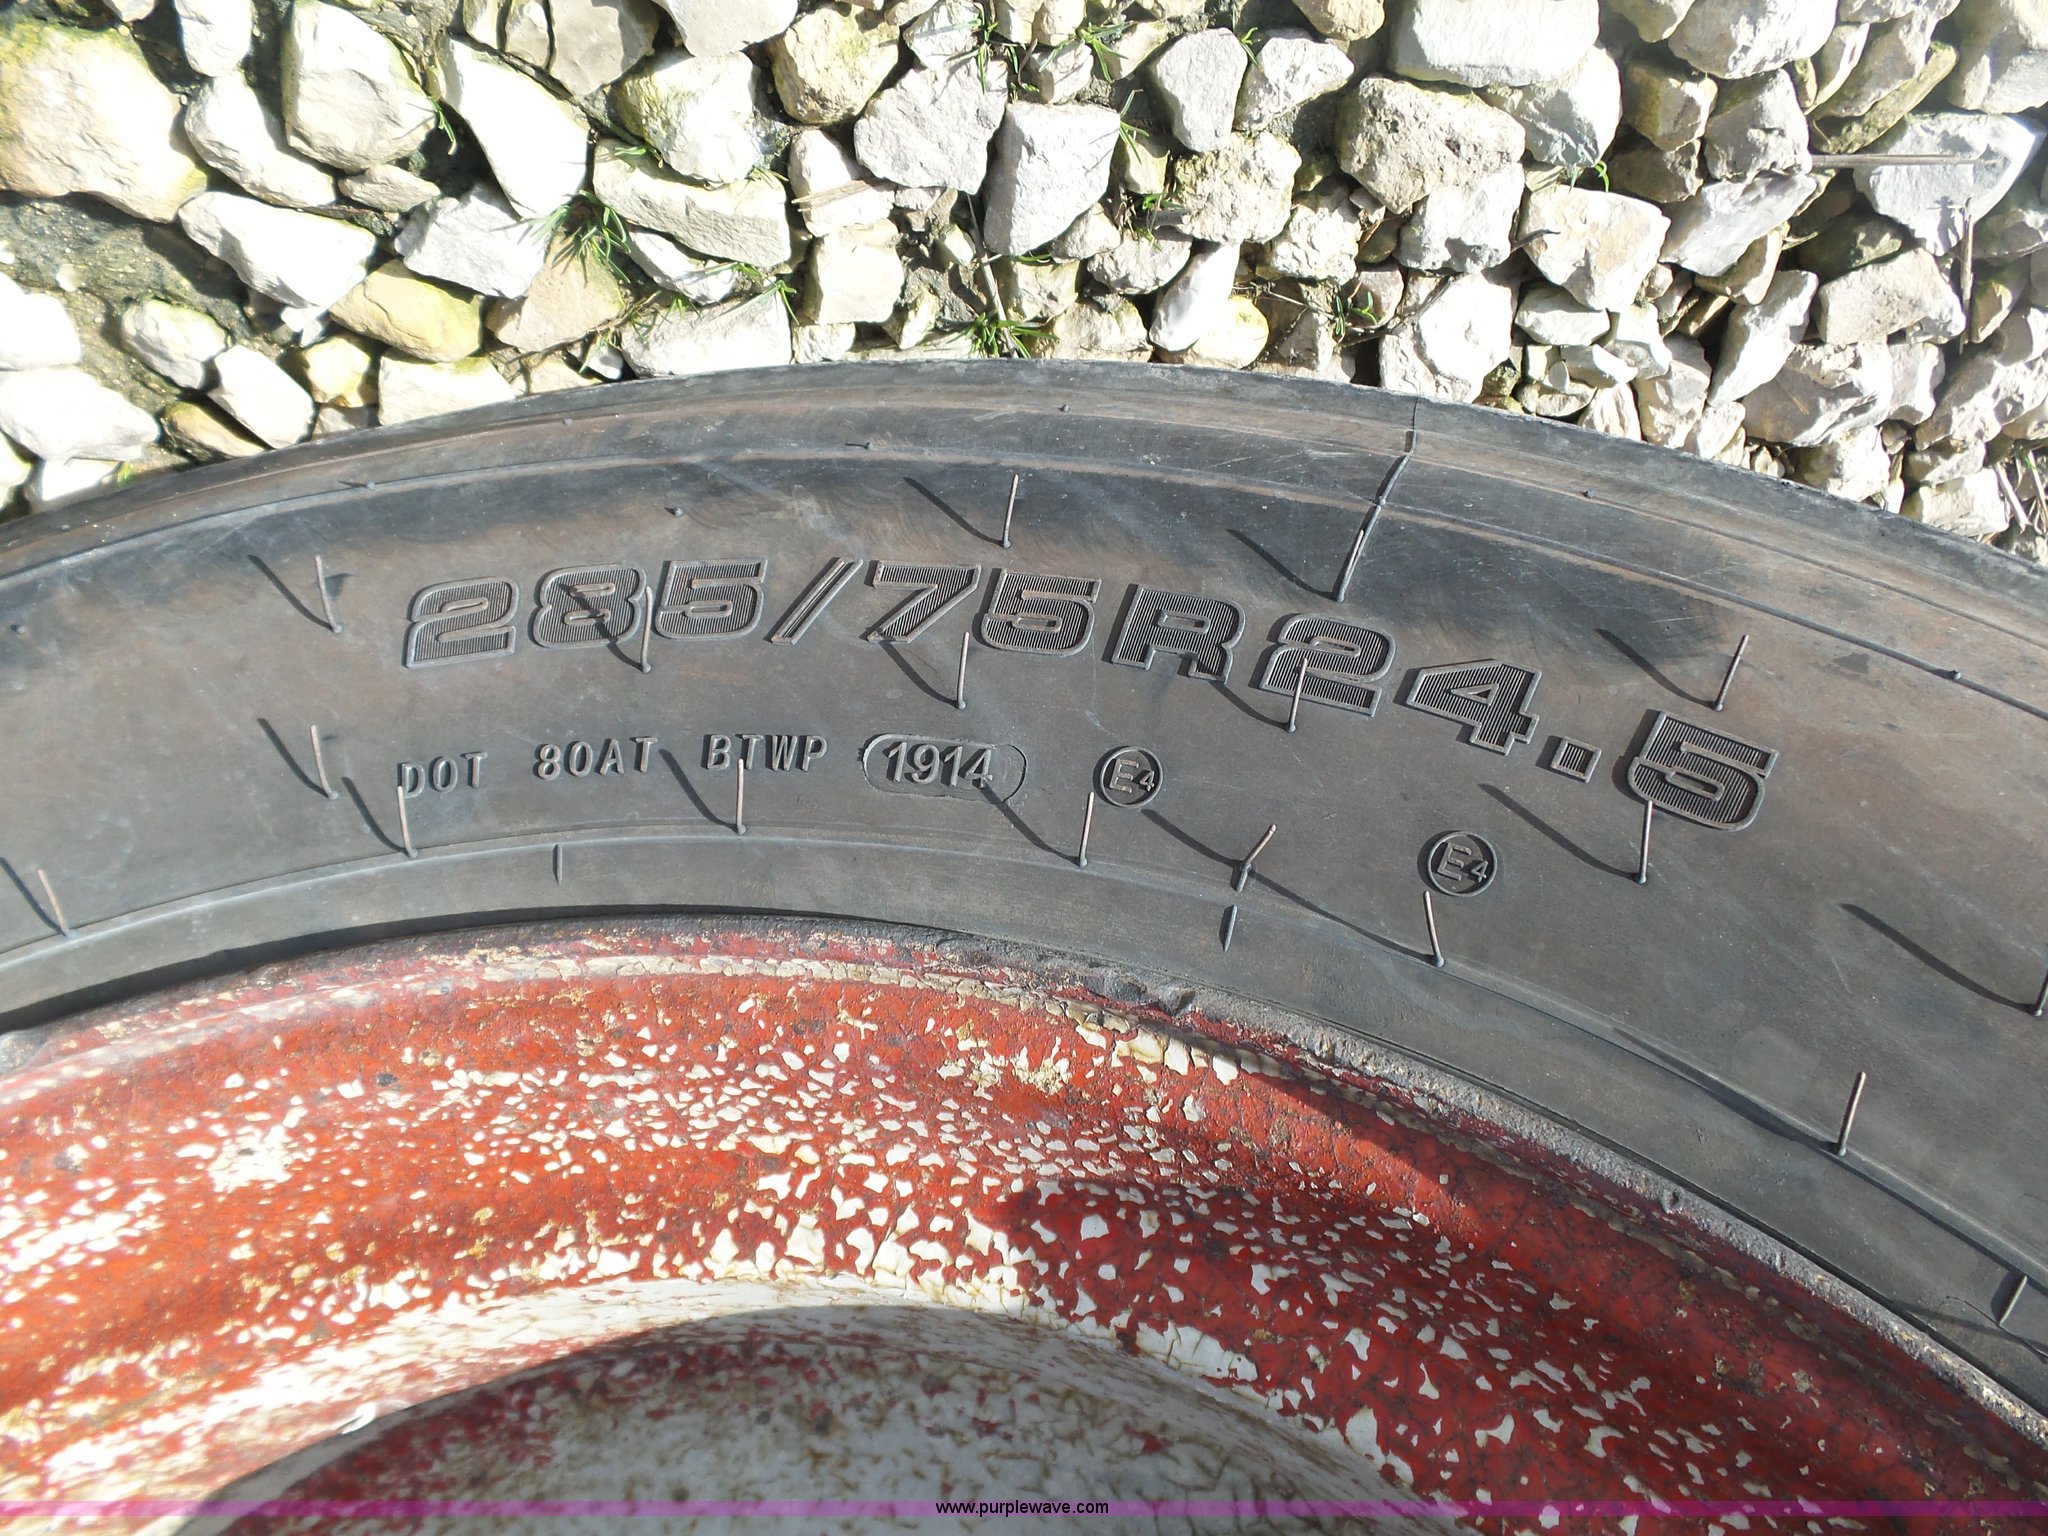 285/75R24.5
DOT 80AT BTWP 1914 E4
E4
www.purplewave.com